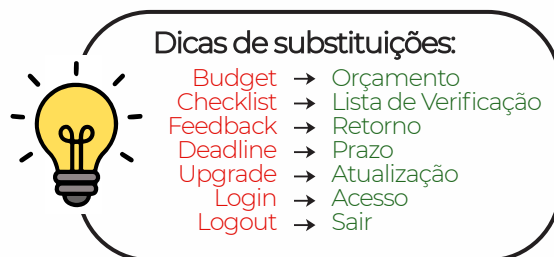 Dicas de substituições:
Budget → Orçamento
Checklist → Lista de Verificação
Feedback → Retorno
Deadline → Prazo
Upgrade → Atualização
Login → Acesso
Logout → Sair